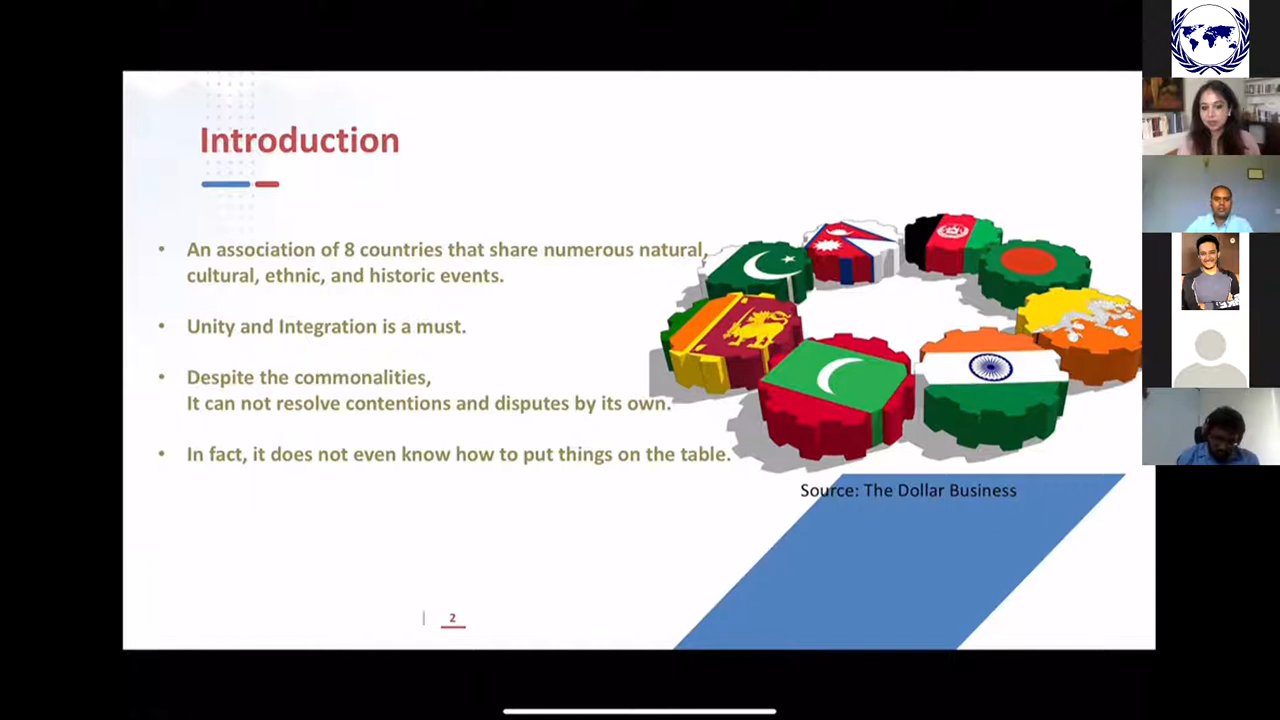 Introduction
• An association of 8 countries that share numerous natural,
cultural, ethnic, and historic events.
• Unity and Integration is a must.
• Despite the commonalities,
It can not resolve contentions and disputes by its own.
• In fact, it does not even know how to put things on the table.
Source: The Dollar Business
2